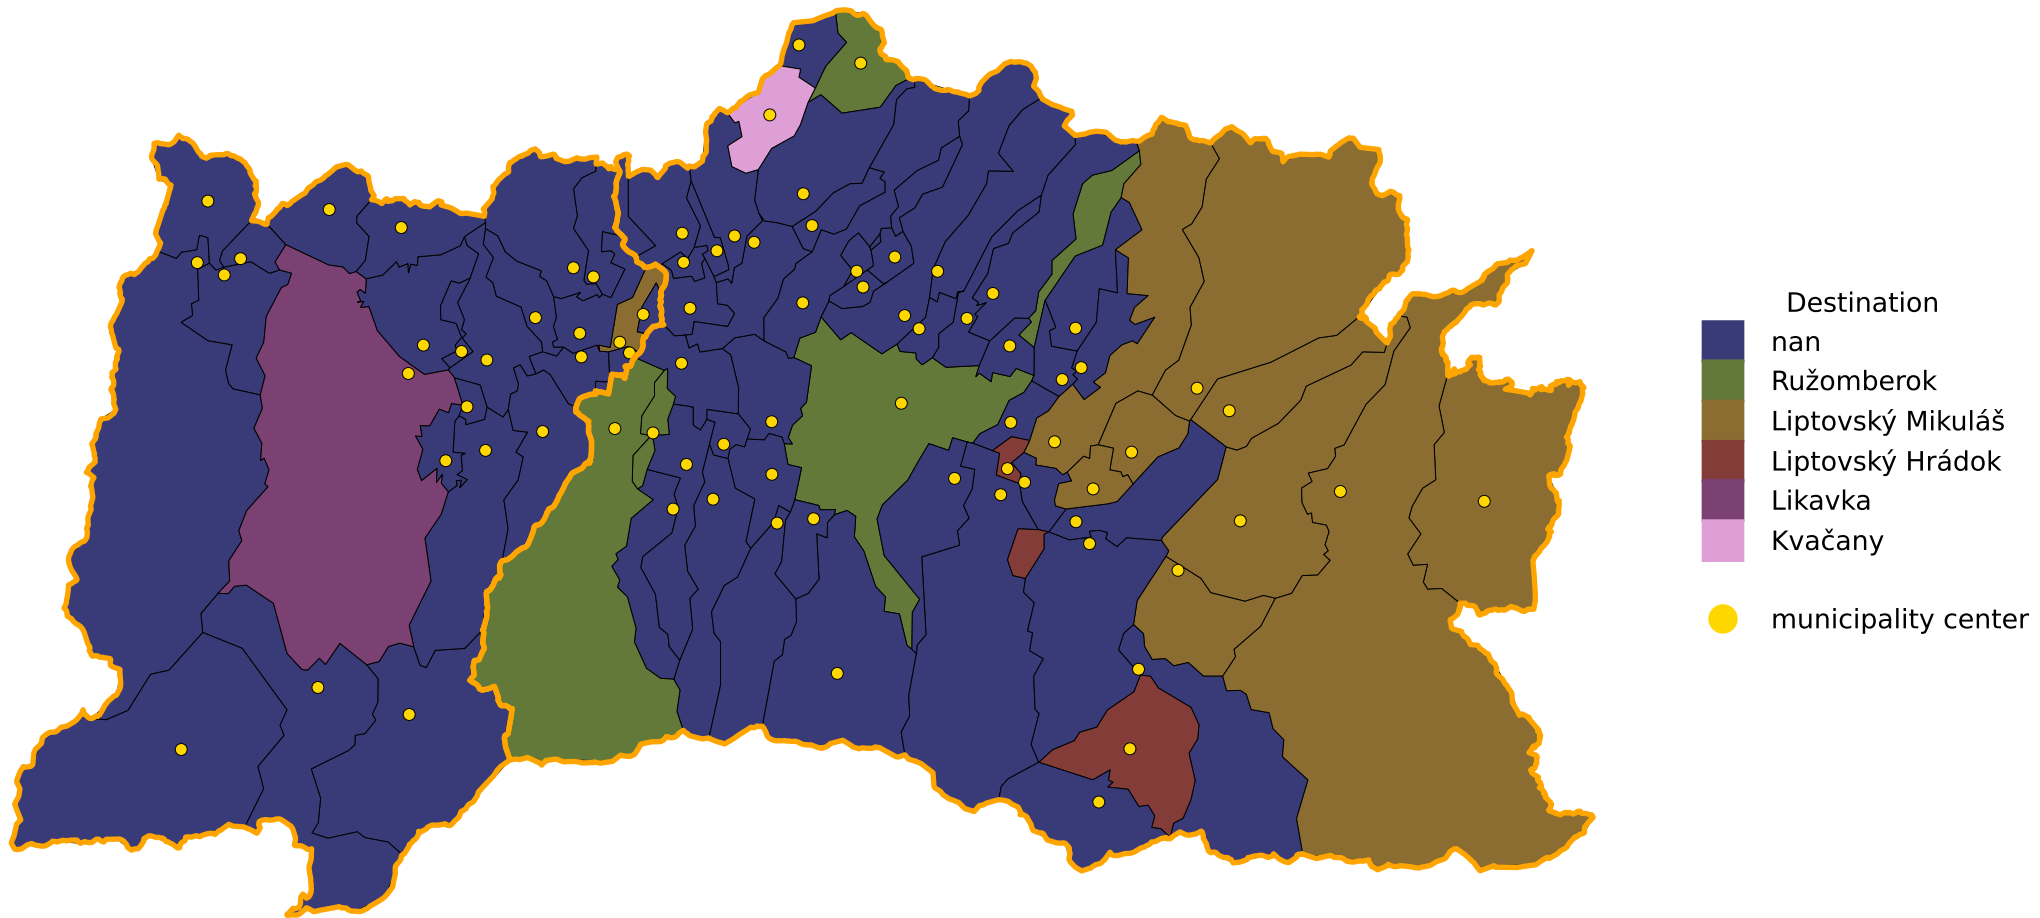 Destination
nan
Ružomberok
Liptovský Mikuláš
Liptovský Hrádok
Likavka
Kvačany
municipality center